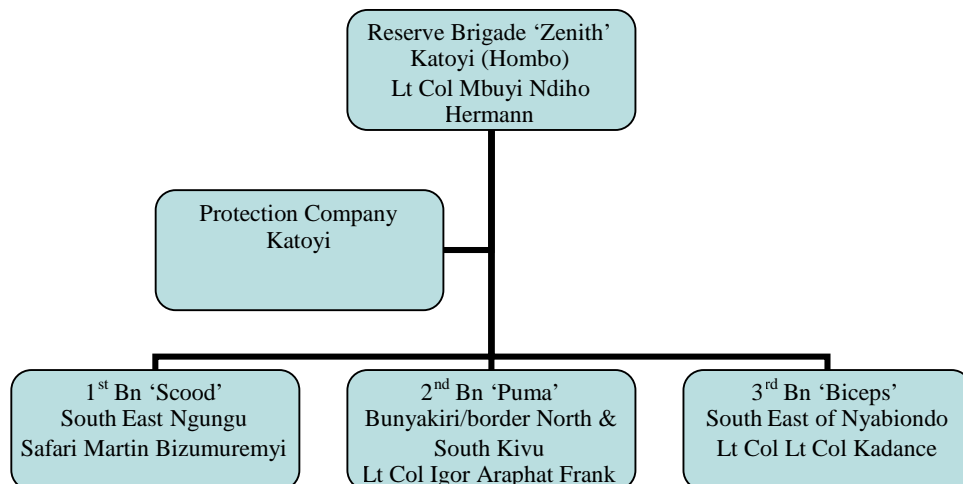 Reserve Brigade ‘Zenith’
Katoyi (Hombo)
Lt Col Mbuyi Ndiho
Hermann
Protection Company
Katoyi
1st Bn ‘Scood’
South East Ngungu
Safari Martin Bizumuremyi
2nd Bn ‘Puma’
Bunyakiri/border North &
South Kivu
Lt Col Igor Araphat Frank
3rd Bn ‘Biceps’
South East of Nyabiondo
Lt Col Lt Col Kadance